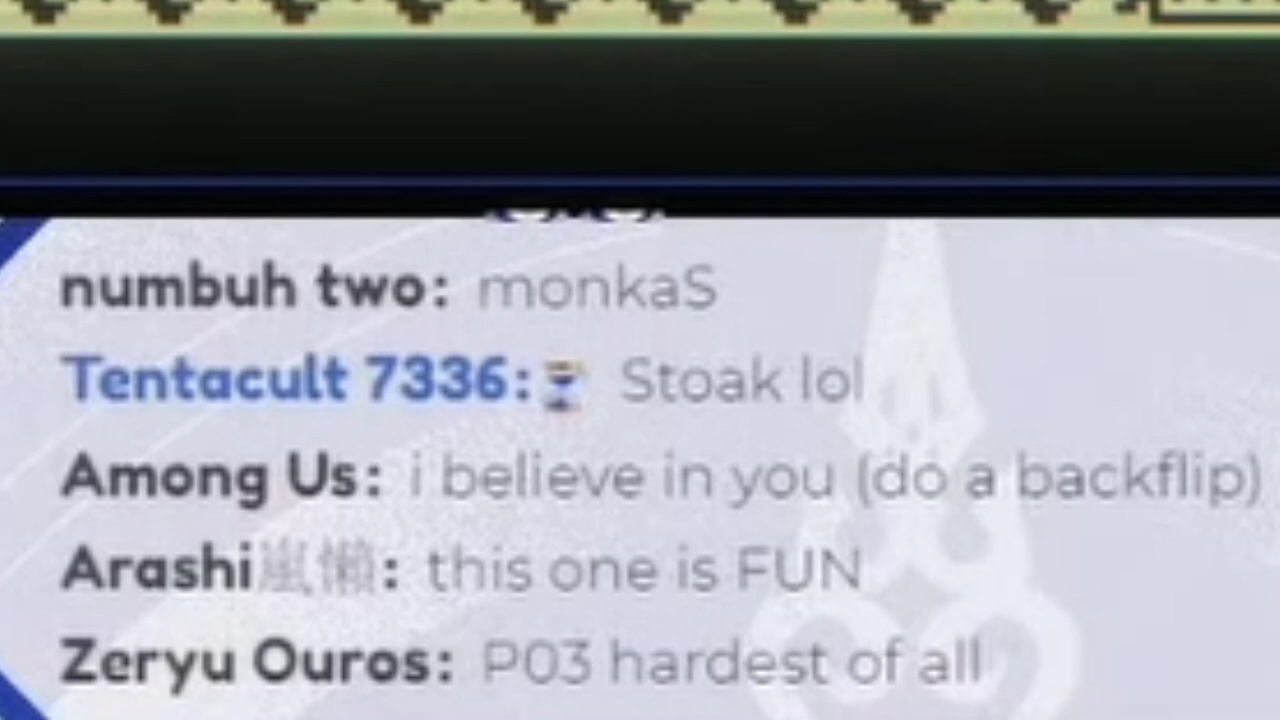 numbuh two: monkaS
Tentacult 7336: Stoak lol
Among Us: i believe in you (do a backflip)
Arashi嵐懶: this one is FUN
Zeryu Ouros: P03 hardest of all